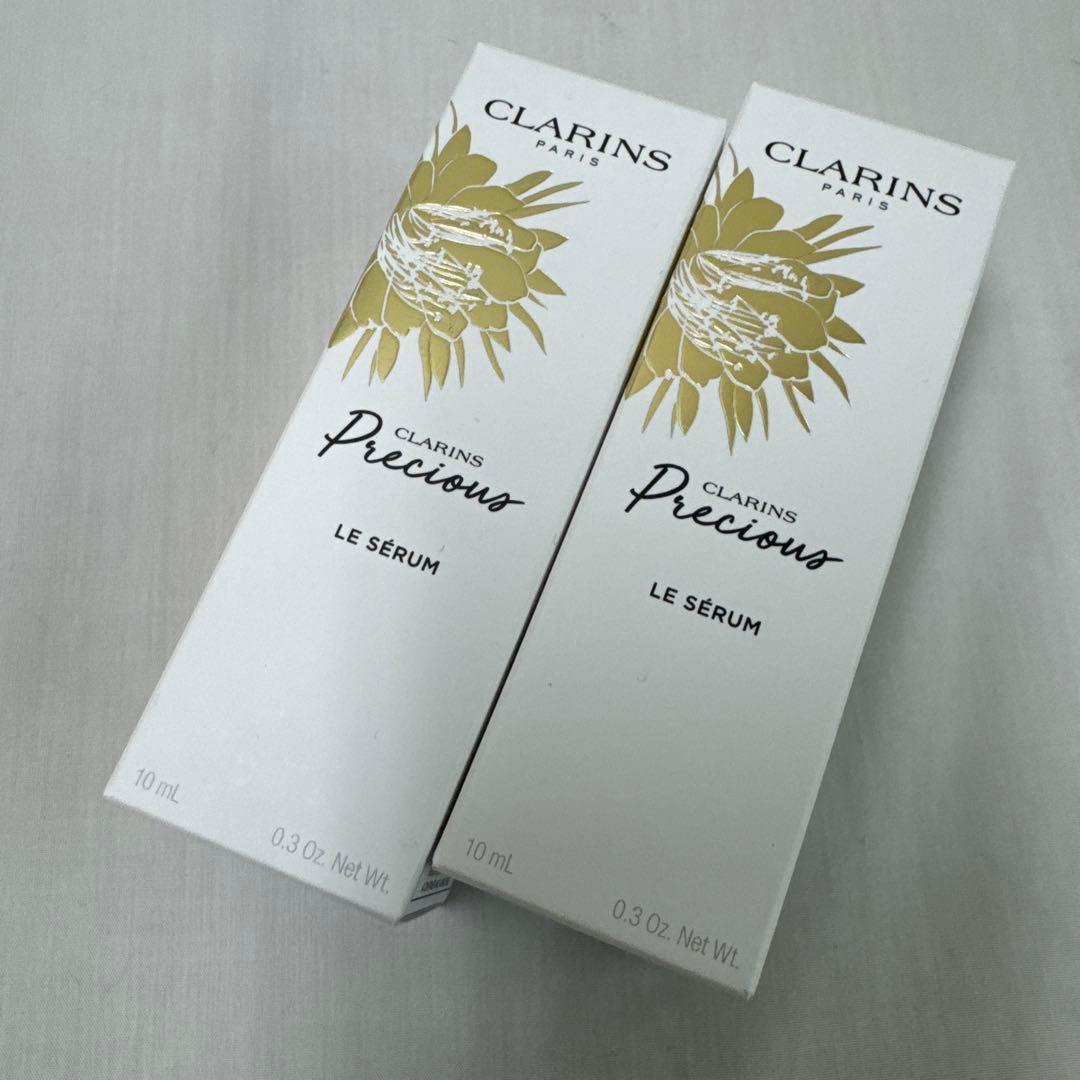 CLARINS
PARIS
CLARINS
Precious
LE SÉRUM
10 mL
0.3 Oz. Net Wt.
CLARINS
PARIS
CLARINS
Precious
LE SÉRUM
10 mL
0.3 Oz. Net Wt.